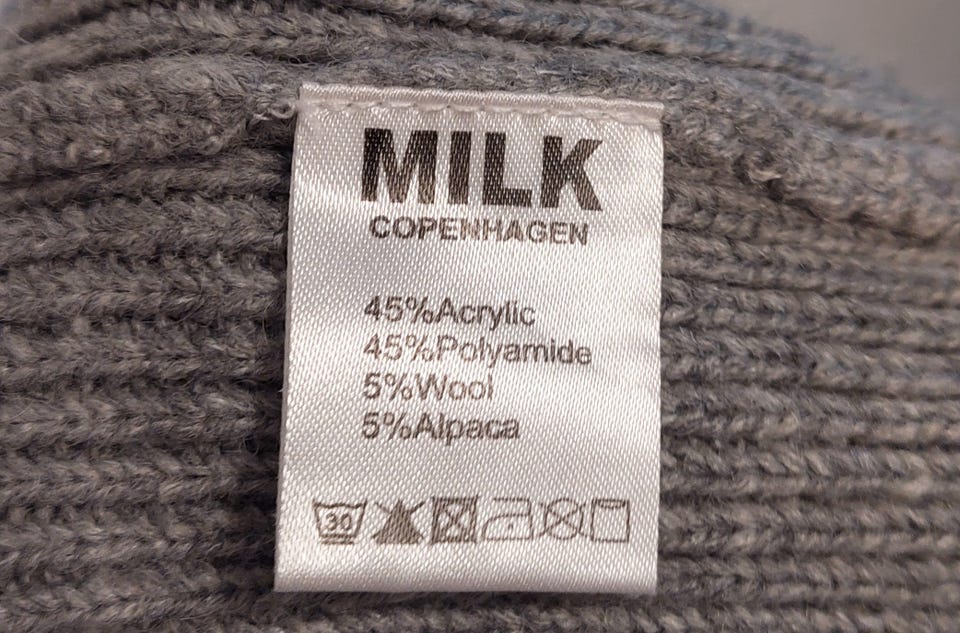 MILK
COPENHAGEN
45%Acrylic
45%Polyamide
5%Wool
5%Alpaca
30